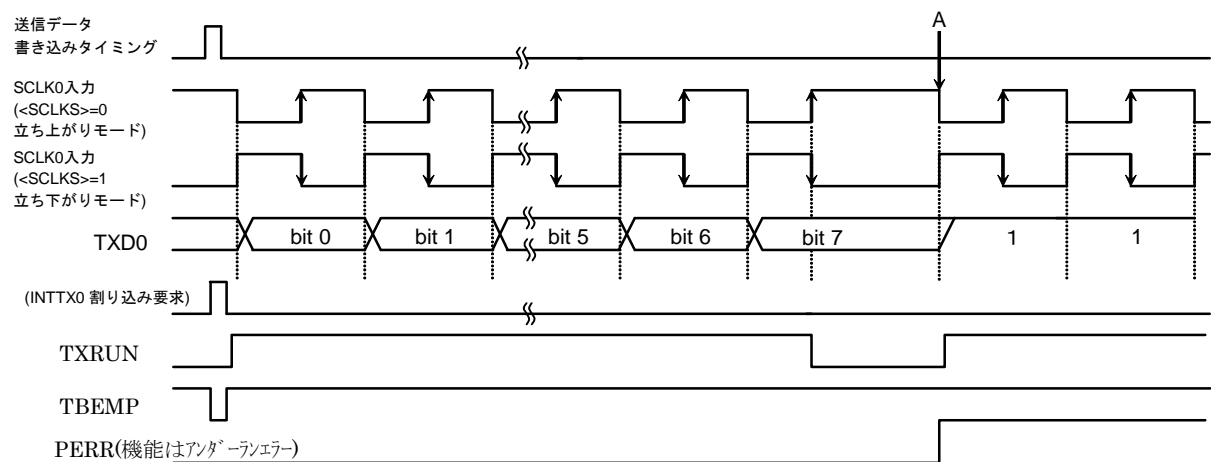 送信データ
書き込みタイミング
A
SCLK0入力
(<SCLKS>=0
立ち上がりモード)
SCLK0入力
(<SCLKS>=1
立ち下がりモード)
TXD0
bit 0
bit 1
bit 5
bit 6
bit 7
1
1
(INTTX0 割り込み要求)
TXRUN
TBEMP
PERR(機能はアンダーランエラー)